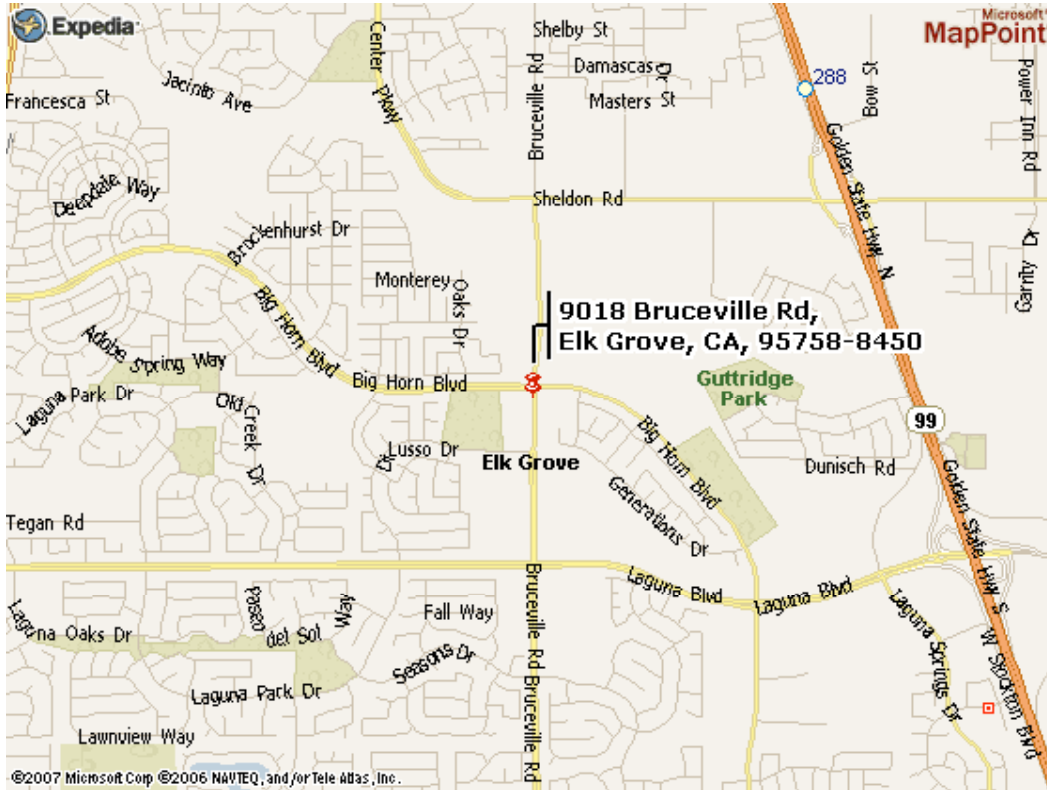 Expedia
Microsoft®
MapPoint
Shelby St
Center Pkwy
Bruceville Rd
Damascas Dr
Masters St
288
Bow St
Power Inn Rd
Jacinto Ave
Francesca St
Golden State Hwy N
Deepdale Way
Sheldon Rd
Brockenhurst Dr
Garrity Dr
Monterey Oaks Dr
Big Horn Blvd
9018 Bruceville Rd,
Elk Grove, CA, 95758-8450
Adobe Spring Way
Big Horn Blvd
Guttridge
Park
Laguna Park Dr
Old Creek Dr
Big Horn Blvd
99
Lusso Dr
Dr
Elk Grove
Dunisch Rd
Generations Dr
Golden State Hwy S
Tegan Rd
Laguna Blvd
Laguna Blvd
Bruceville Rd
Paseo del Sol Way
Fall Way
Laguna Oaks Dr
Laguna Springs Dr
W Stockton Blvd
Seasons Dr
Laguna Park Dr
Bruceville Rd
Lawnview Way
©2007 Microsoft Corp ©2006 NAVTEQ, and/or Tele Atlas, Inc.